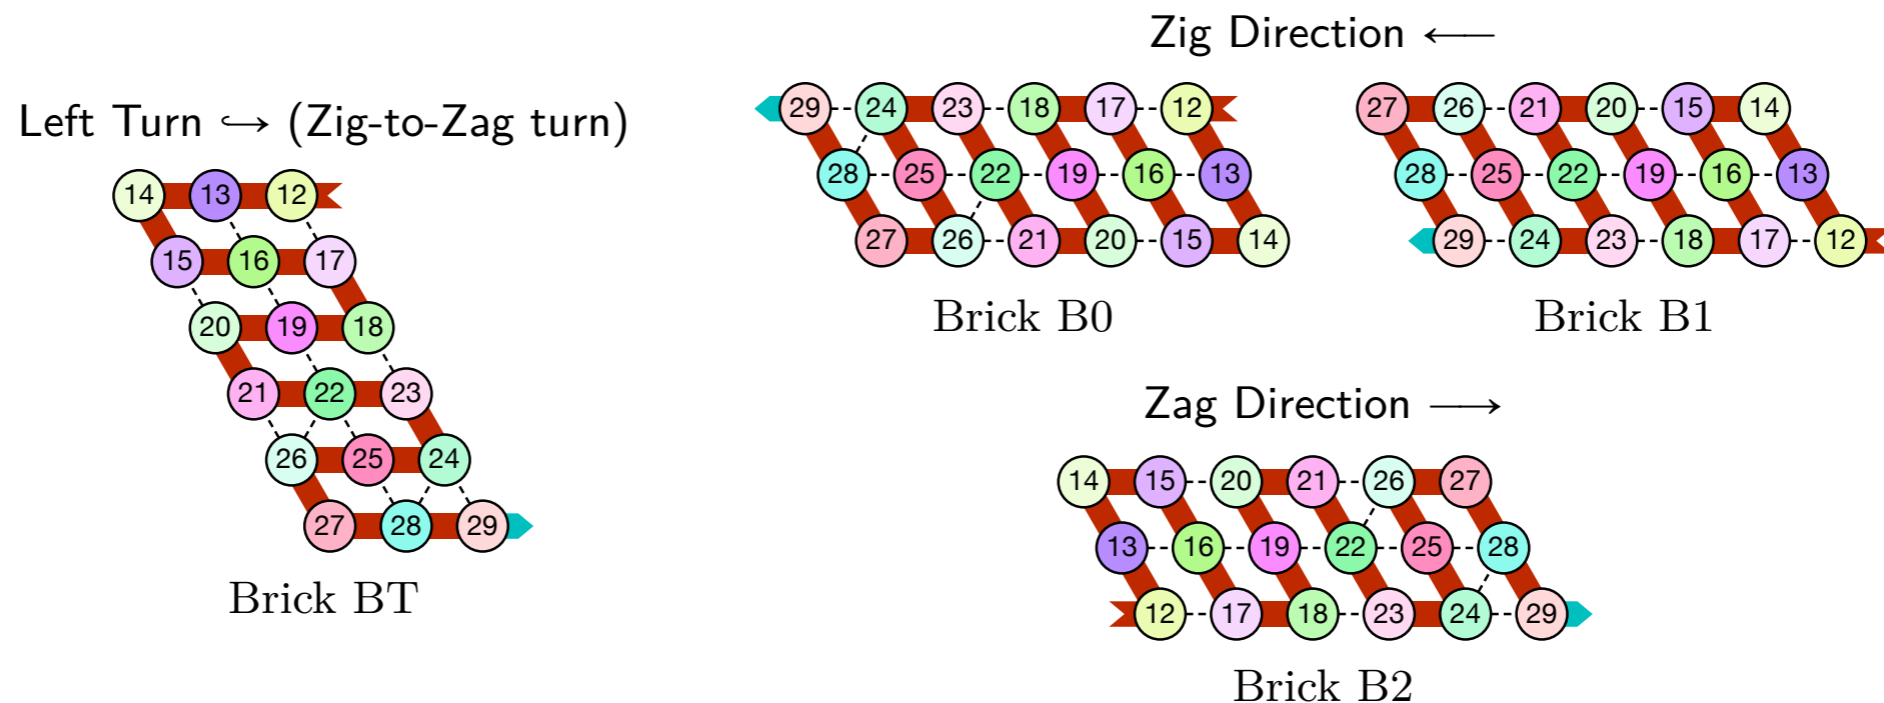 Left Turn ↪ (Zig-to-Zag turn)
14 13 12
15 16 17
20 19 18
21 22 23
26 25 24
27 28 29
Brick BT
Zig Direction ⟵
29 24 23 18 17 12
28 25 22 19 16 13
27 26 21 20 15 14
Brick B0
27 26 21 20 15 14
28 25 22 19 16 13
29 24 23 18 17 12
Brick B1
Zag Direction ⟶
14 15 20 21 26 27
13 16 19 22 25 28
12 17 18 23 24 29
Brick B2